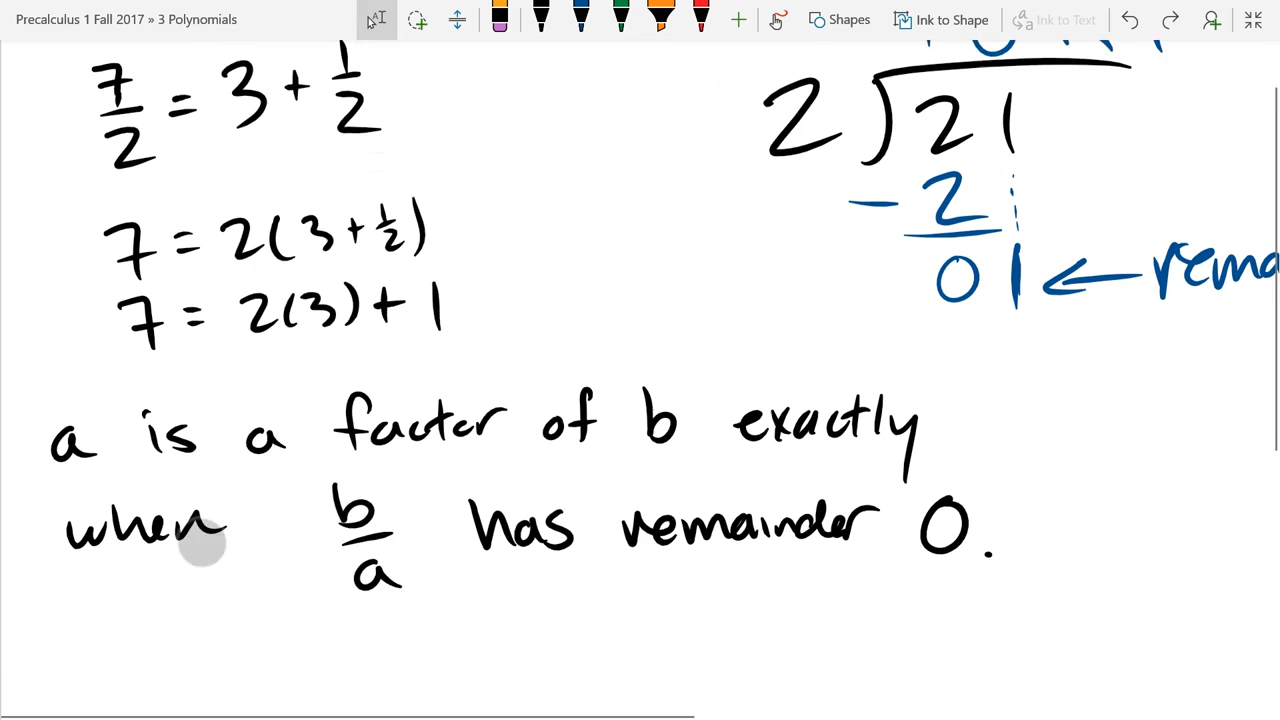 Precalculus 1 Fall 2017 » 3 Polynomials
Shapes
Ink to Shape
Ink to Text
7/2 = 3 + 1/2
7 = 2(3 + 1/2)
7 = 2(3) + 1
2 ) 21
- 2
01 ← rema
a is a factor of b exactly
when b/a has remainder 0.